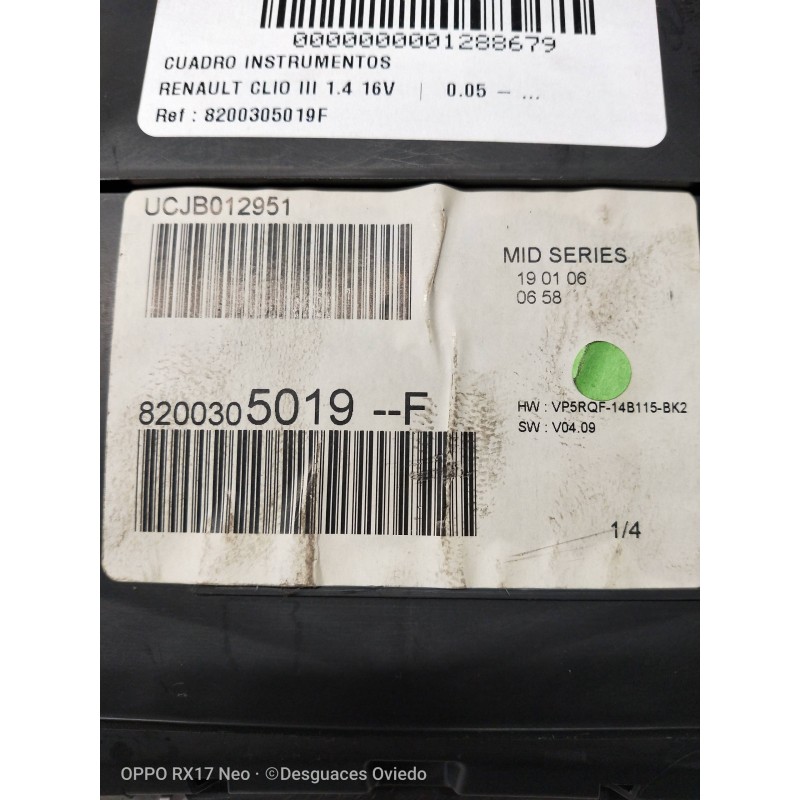 0000000001288679
CUADRO INSTRUMENTOS
RENAULT CLIO III 1.4 16V | 0.05 – ...
Ref : 8200305019F
UCJB012951
MID SERIES
19 01 06
06 58
8200305019 --F
HW : VP5RQF-14B115-BK2
SW : V04.09
1/4
OPPO RX17 Neo · ©Desguaces Oviedo